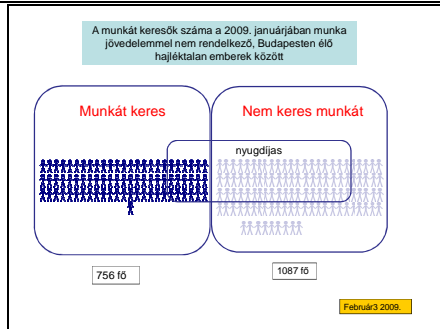 A munkát keresők száma a 2009. januárjában munka
jövedelemmel nem rendelkező, Budapesten élő
hajléktalan emberek között
Munkát keres
Nem keres munkát
nyugdíjas
756 fő
1087 fő
Február3 2009.